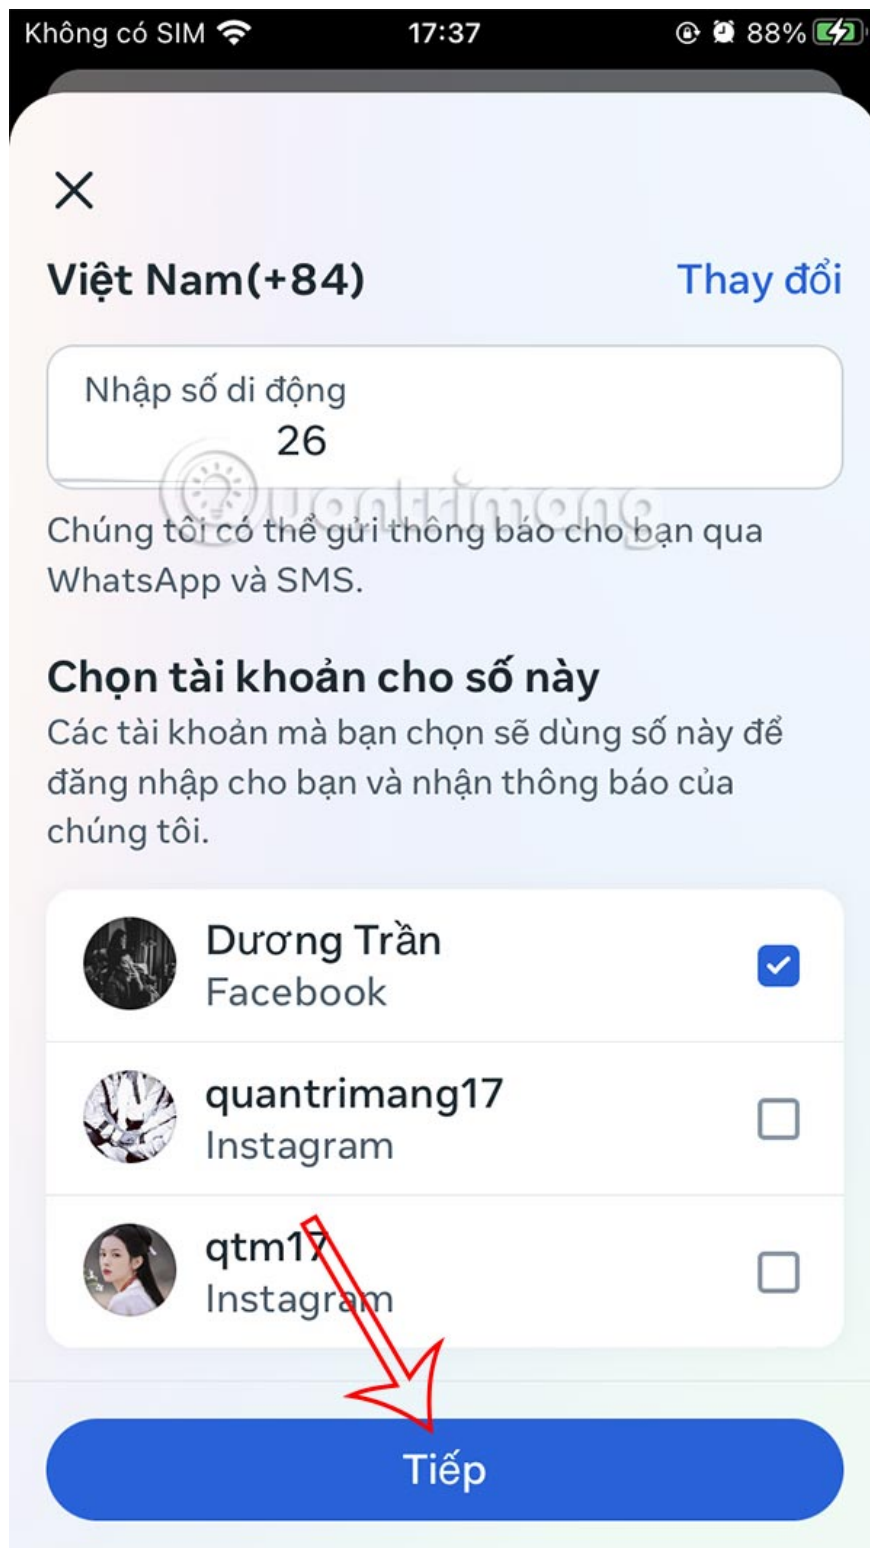 Không có SIM 17:37 88%
Việt Nam(+84) Thay đổi
Nhập số di động
26
Quantrimang
Chúng tôi có thể gửi thông báo cho bạn qua
WhatsApp và SMS.
Chọn tài khoản cho số này
Các tài khoản mà bạn chọn sẽ dùng số này để
đăng nhập cho bạn và nhận thông báo của
chúng tôi.
Dương Trần
Facebook
quantrimang17
Instagram
qtm17
Instagram
Tiếp